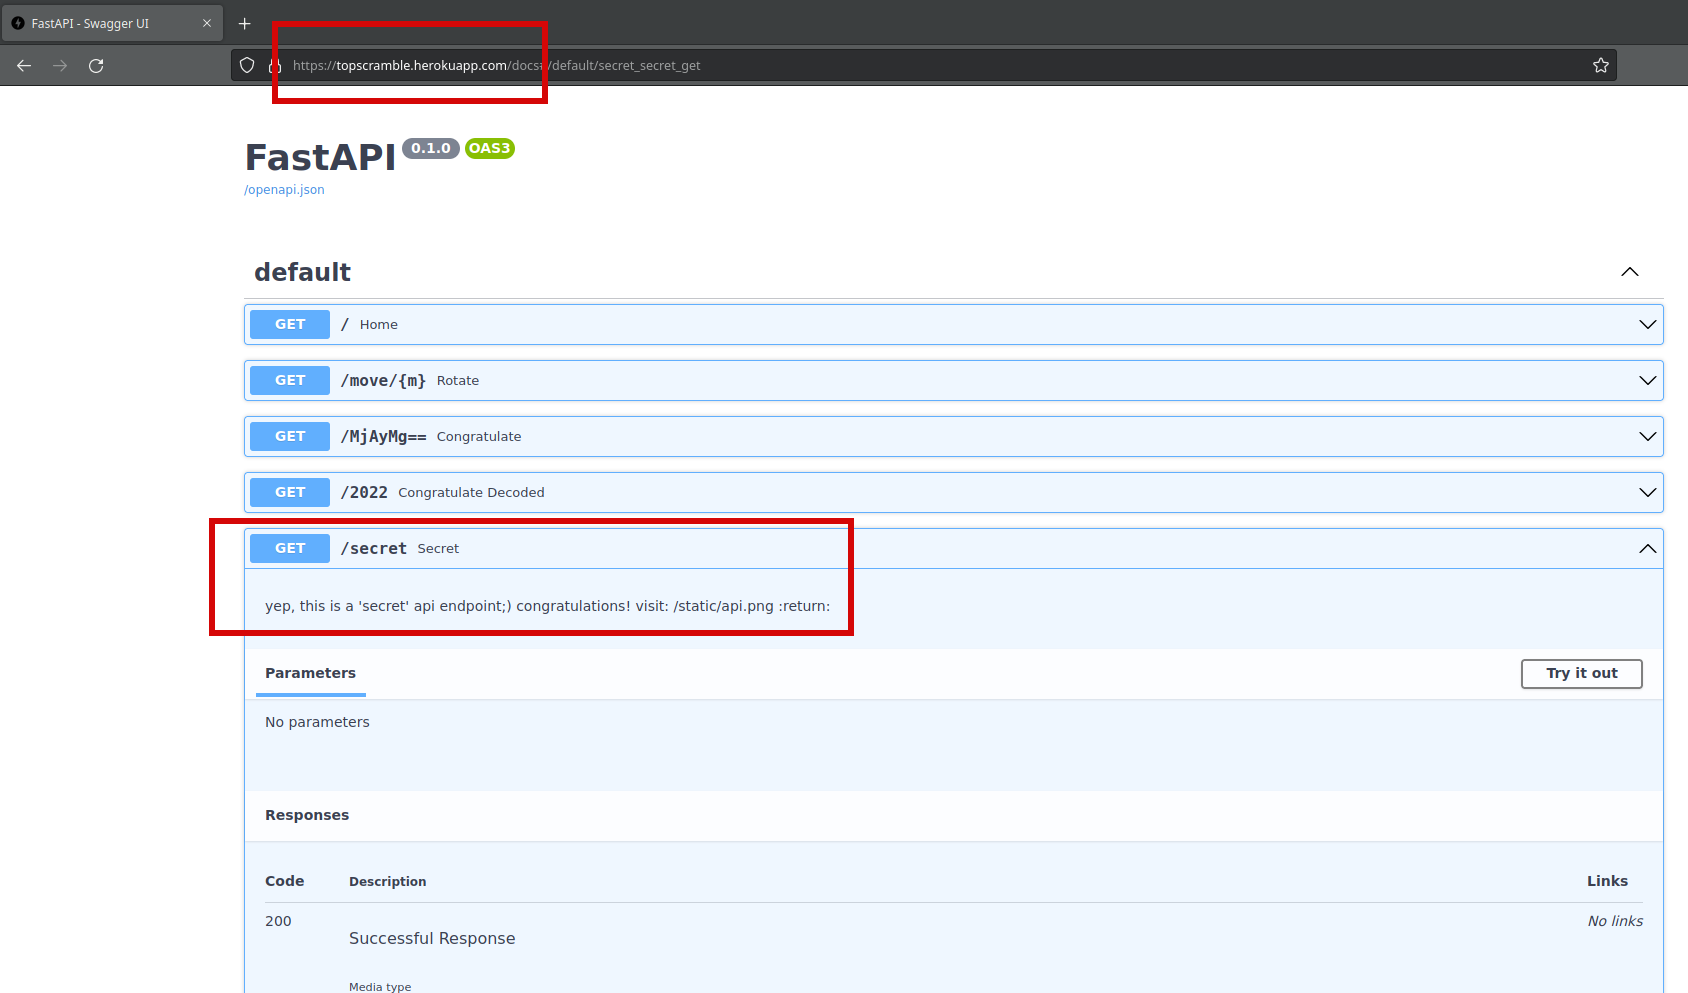 FastAPI - Swagger UI
https://topscramble.herokuapp.com/docs#/default/secret_secret_get
FastAPI 0.1.0 OAS3
/openapi.json
default
GET / Home
GET /move/{m} Rotate
GET /MjAyMg== Congratulate
GET /2022 Congratulate Decoded
GET /secret Secret
yep, this is a 'secret' api endpoint;) congratulations! visit: /static/api.png :return:
Parameters Try it out
No parameters
Responses
Code Description Links
200 No links
Successful Response
Media type